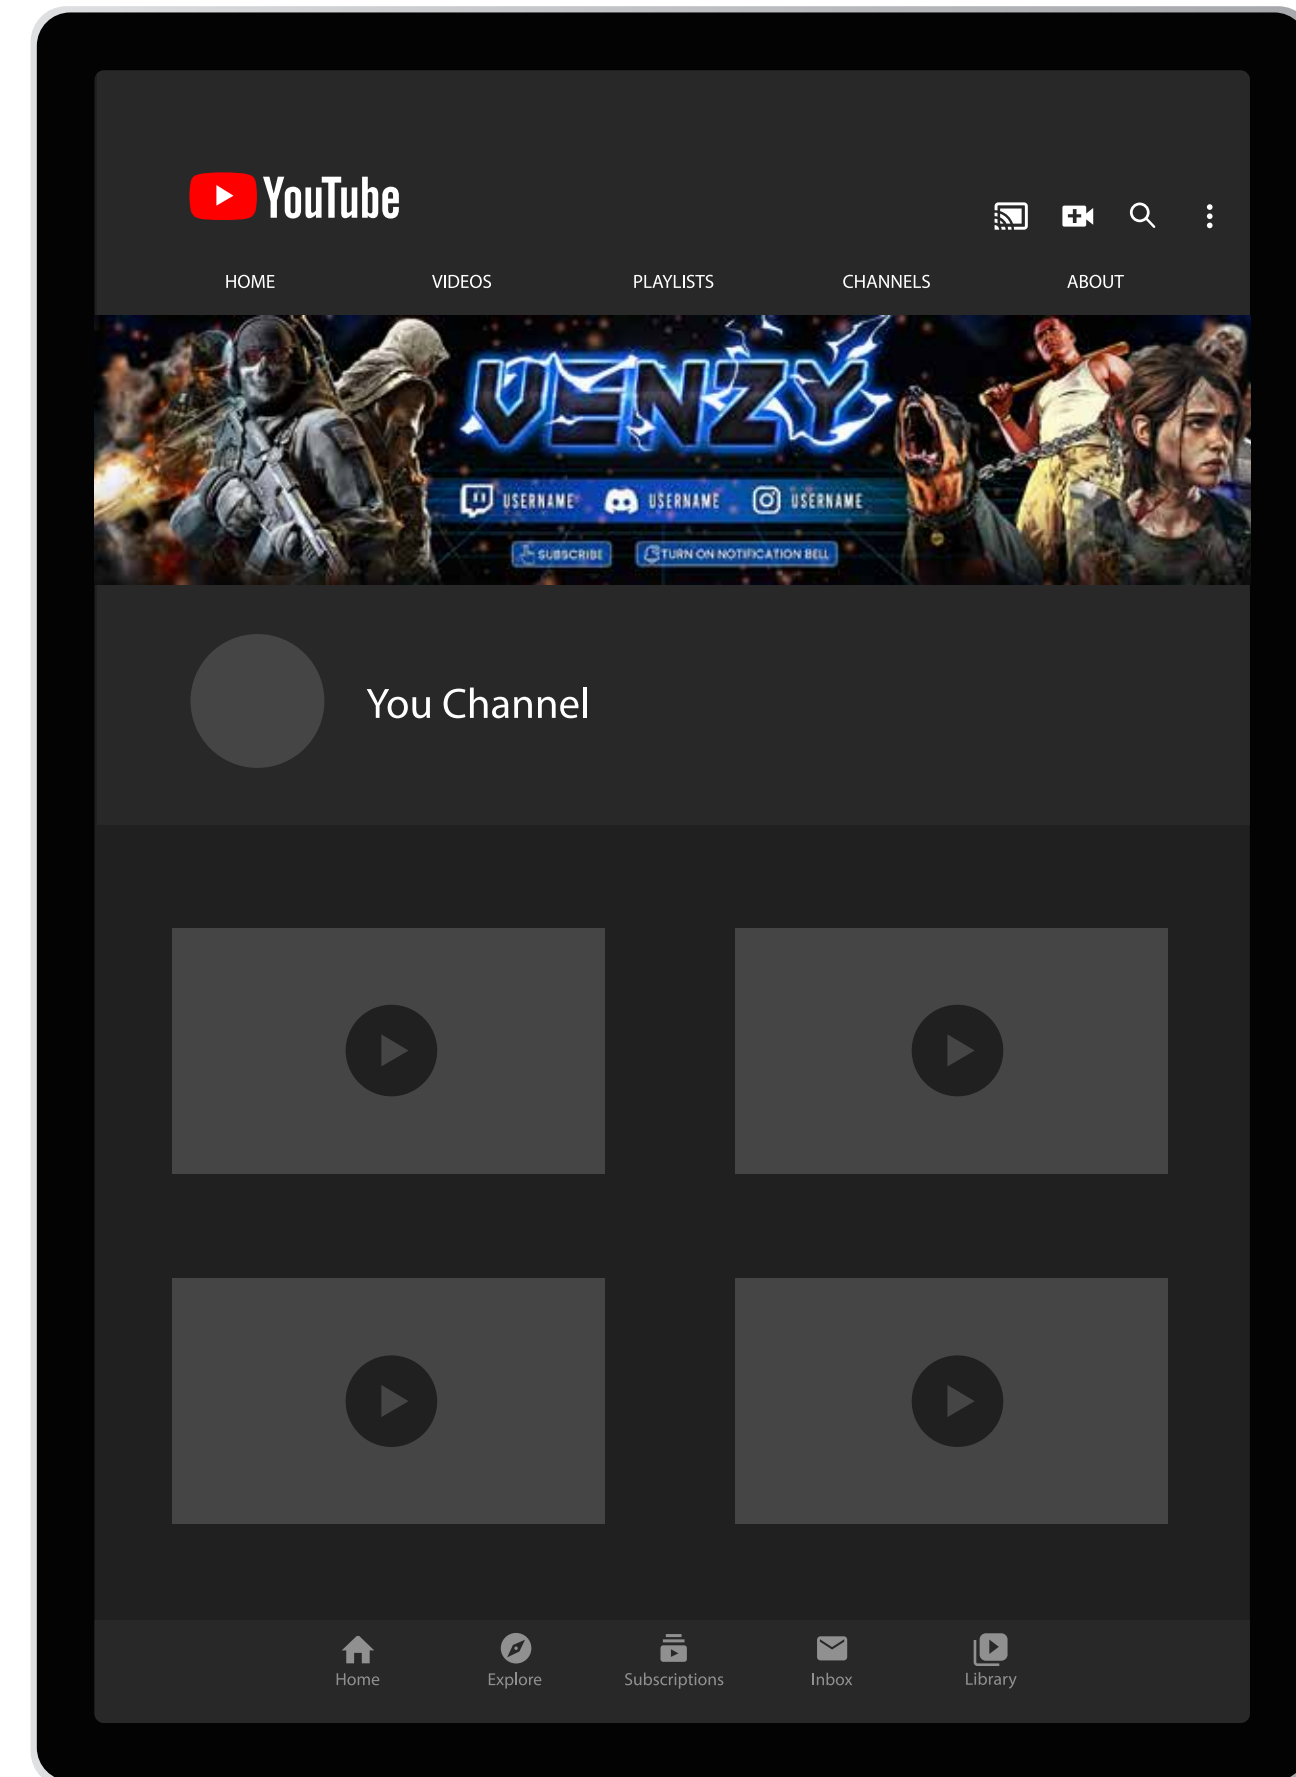 YouTube
HOME VIDEOS PLAYLISTS CHANNELS ABOUT
VENZY
USERNAME USERNAME USERNAME
SUBSCRIBE TURN ON NOTIFICATION BELL
You Channel
Home Explore Subscriptions Inbox Library